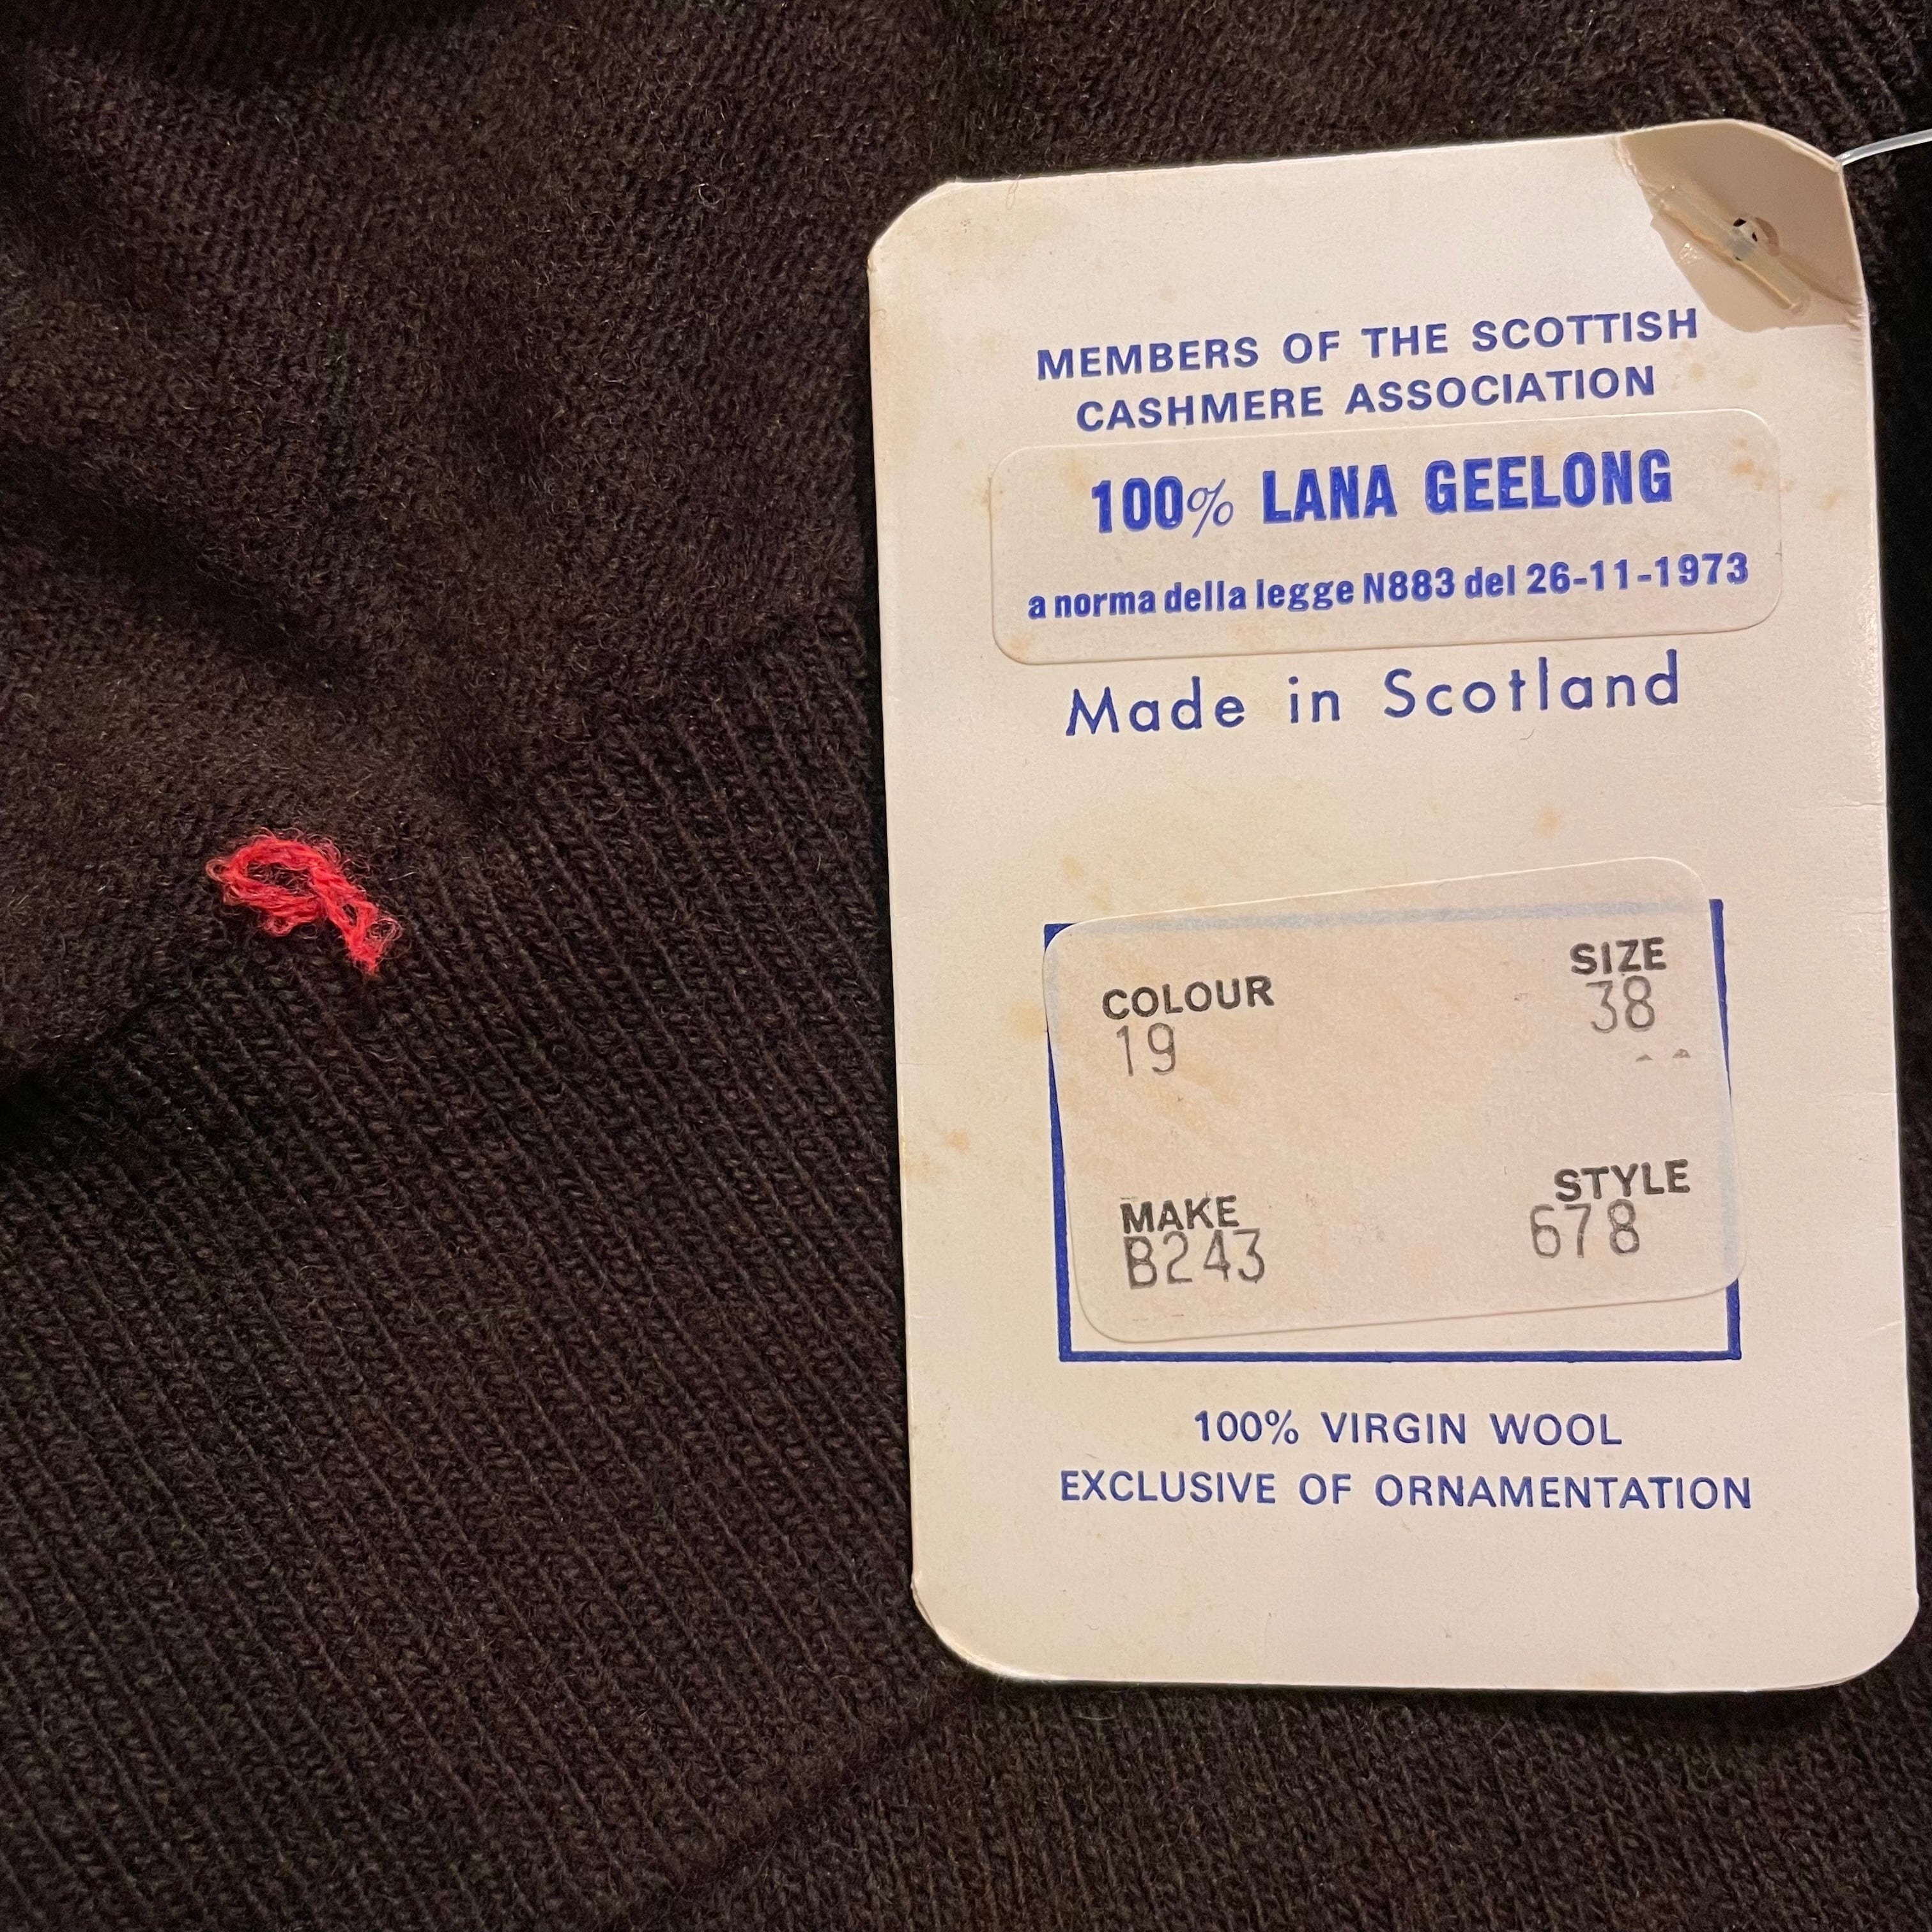 MEMBERS OF THE SCOTTISH
CASHMERE ASSOCIATION
100% LANA GEELONG
a norma della legge N883 del 26-11-1973
Made in Scotland
COLOUR SIZE
19 38
MAKE STYLE
B243 678
100% VIRGIN WOOL
EXCLUSIVE OF ORNAMENTATION